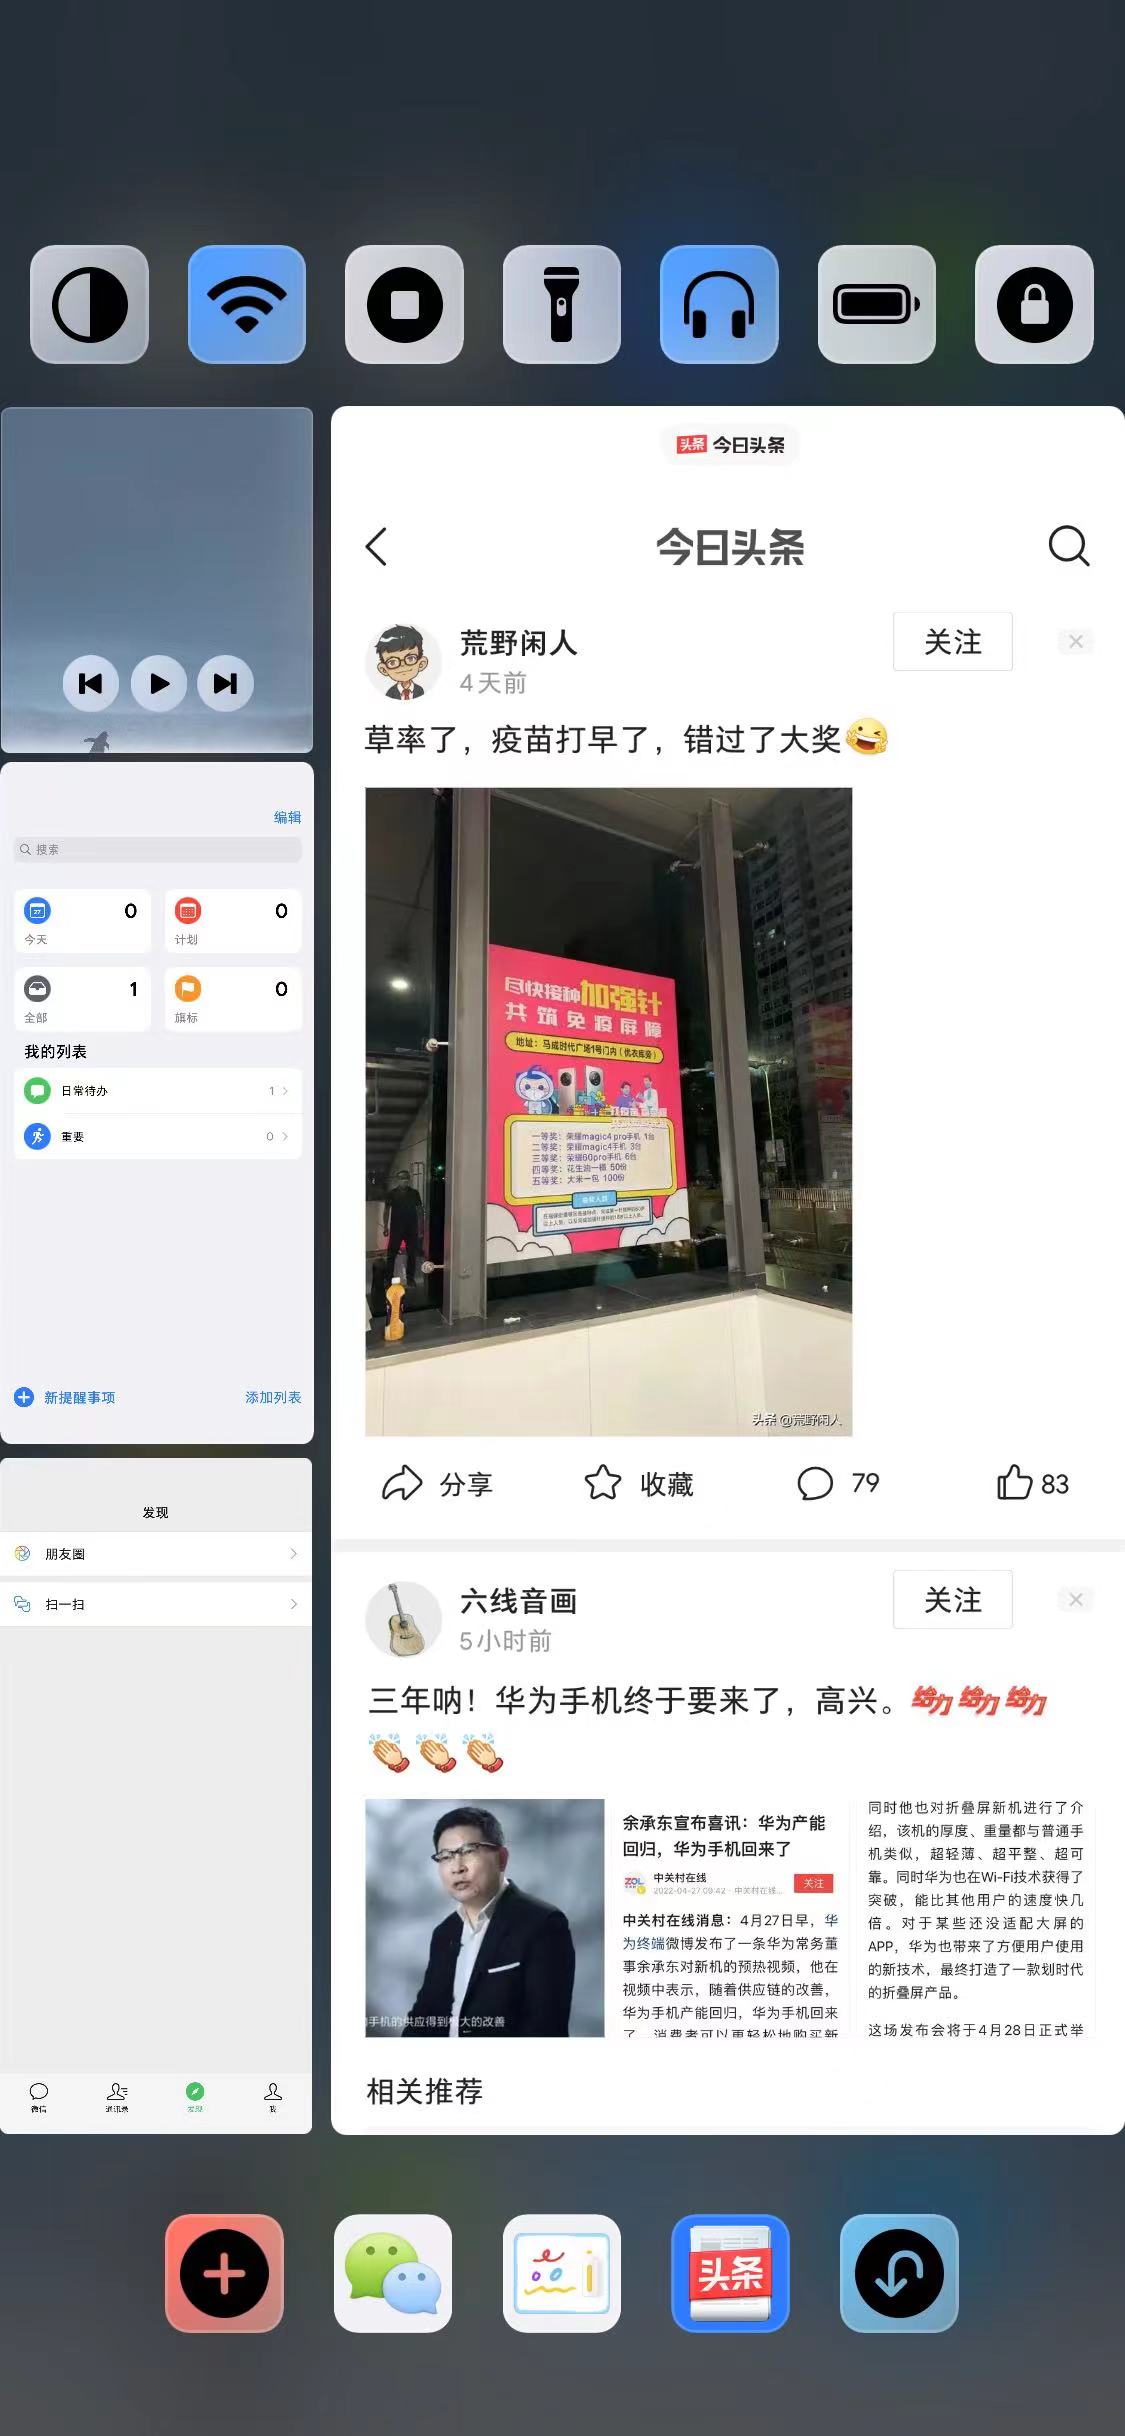 编辑
搜索
27
0
今天
0
计划
1
全部
0
旗标
我的列表
日常待办 1
重要 0
新提醒事项 添加列表
发现
朋友圈
扫一扫
微信 通讯录 发现 我
头条 今日头条
今日头条
荒野闲人
4天前
关注
草率了，疫苗打早了，错过了大奖
尽快接种加强针
共筑免疫屏障
地址：马成时代广场1号门内（优衣库旁）
一等奖：荣耀magic4 pro手机 1台
二等奖：荣耀magic4手机 3台
三等奖：荣耀60pro手机 6台
四等奖：花生油一桶 50份
五等奖：大米一包 100份
头条 @荒野闲人
分享 收藏 79 83
六线音画
5小时前
关注
三年呐！华为手机终于要来了，高兴。给力给力给力
手机的供应得到极大的改善
余承东宣布喜讯：华为产能
回归，华为手机回来了
ZOL
中关村在线
2022-04-27 09:42 · 中关村在线...
关注
中关村在线消息：4月27日早，华
为终端微博发布了一条华为常务董
事余承东对新机的预热视频，他在
视频中表示，随着供应链的改善，
华为手机产能回归，华为手机回来
了，消费者可以更轻松地购买新
同时他也对折叠屏新机进行了介
绍，该机的厚度、重量都与普通手
机类似，超轻薄、超平整、超可
靠。同时华为也在Wi-Fi技术获得了
突破，能比其他用户的速度快几
倍。对于某些还没适配大屏的
APP，华为也带来了方便用户使用
的新技术，最终打造了一款划时代
的折叠屏产品。
这场发布会将于4月28日正式举
相关推荐
头条